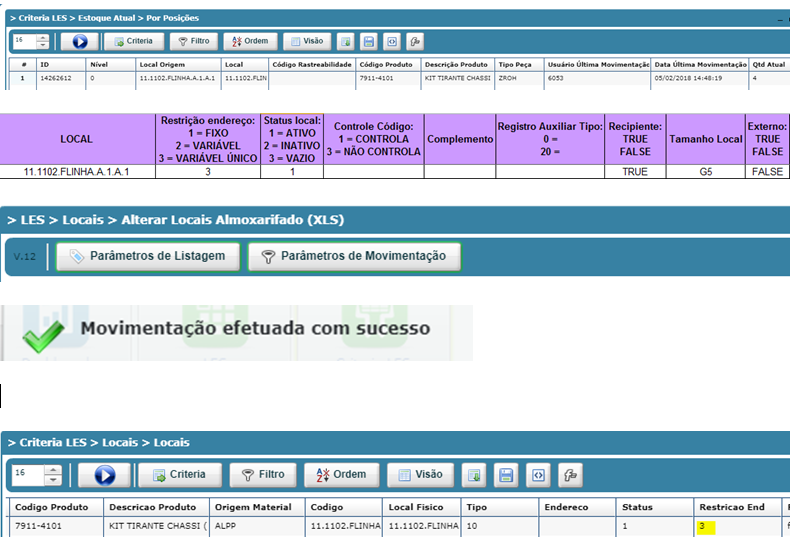 > Criteria LES > Estoque Atual > Por Posições
16 Criteria Filtro Ordem Visão
# ID Nível Local Origem Local Código Rastreabilidade Código Produto Descrição Produto Tipo Peça Usuário Última Movimentação Data Última Movimentação Qtd Atual
1 14262612 0 11.1102.FLINHA.A.1.A.1 11.1102.FLIN 7911-4101 KIT TIRANTE CHASSI ZROH 6053 05/02/2018 14:48:19 4
LOCAL Restrição endereço: 1 = FIXO 2 = VARIÁVEL 3 = VARIÁVEL ÚNICO Status local: 1 = ATIVO 2 = INATIVO 3 = VAZIO Controle Código: 1 = CONTROLA 3 = NÃO CONTROLA Complemento Registro Auxiliar Tipo: 0 = 20 = Recipiente: TRUE FALSE Tamanho Local Externo: TRUE FALSE
11.1102.FLINHA.A.1.A.1 3 1 TRUE G5 FALSE
> LES > Locais > Alterar Locais Almoxarifado (XLS)
V.12 Parâmetros de Listagem Parâmetros de Movimentação
Movimentação efetuada com sucesso
> Criteria LES > Locais > Locais
16 Criteria Filtro Ordem Visão
Codigo Produto Descricao Produto Origem Material Codigo Local Fisico Tipo Endereco Status Restricao End
7911-4101 KIT TIRANTE CHASSI ( ALPP 11.1102.FLINHA 11.1102.FLINHA 10 1 3